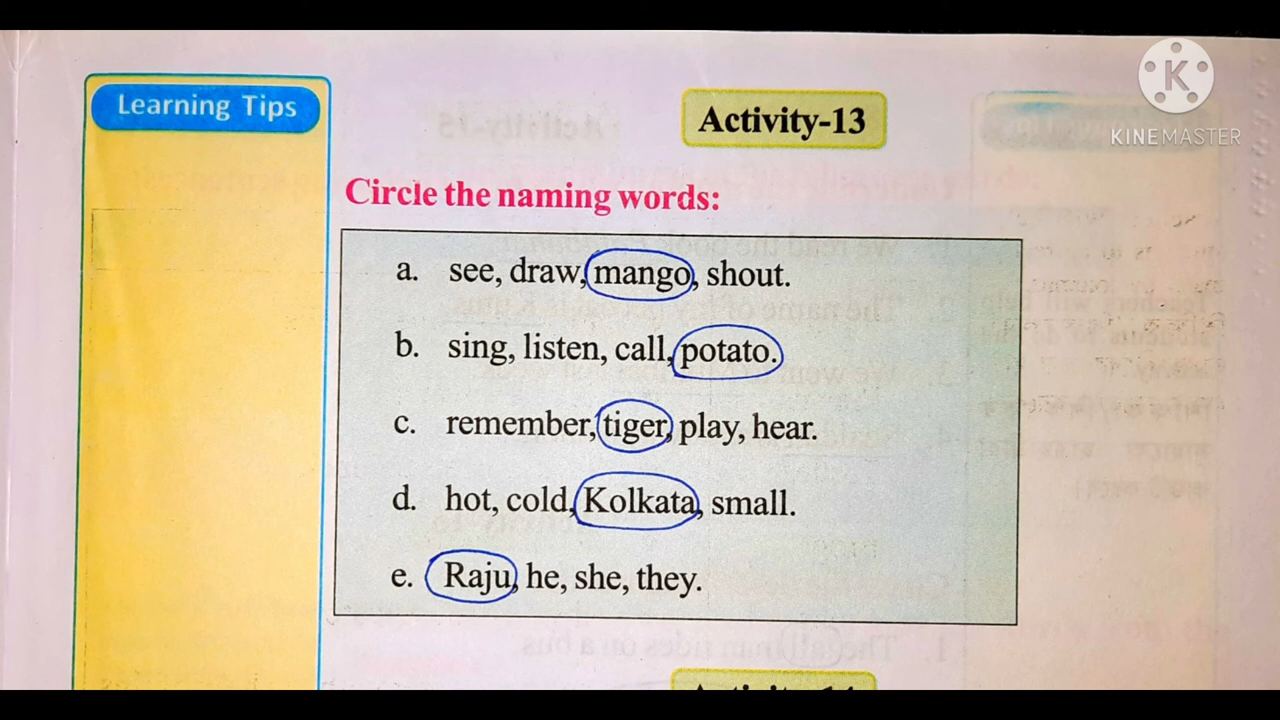 Learning Tips
Activity-13
K
KINEMASTER
Circle the naming words:
a. see, draw, mango, shout.
b. sing, listen, call, potato.
c. remember, tiger, play, hear.
d. hot, cold, Kolkata, small.
e. Raju, he, she, they.